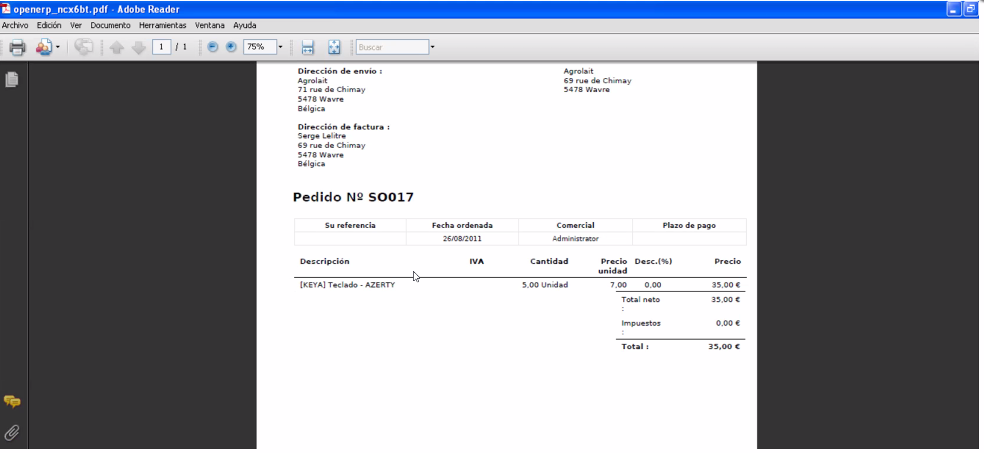 openerp_ncx6bt.pdf - Adobe Reader
Archivo Edición Ver Documento Herramientas Ventana Ayuda
1 / 1 75% Buscar
Dirección de envío :
Agrolait
71 rue de Chimay
5478 Wavre
Bélgica
Agrolait
69 rue de Chimay
5478 Wavre
Dirección de factura :
Serge Lelitre
69 rue de Chimay
5478 Wavre
Bélgica
Pedido Nº SO017
Su referencia Fecha ordenada Comercial Plazo de pago
26/08/2011 Administrator
Descripción IVA Cantidad Precio unidad Desc.(%) Precio
[KEYA] Teclado - AZERTY 5,00 Unidad 7,00 0,00 35,00 €
Total neto : 35,00 €
Impuestos : 0,00 €
Total : 35,00 €